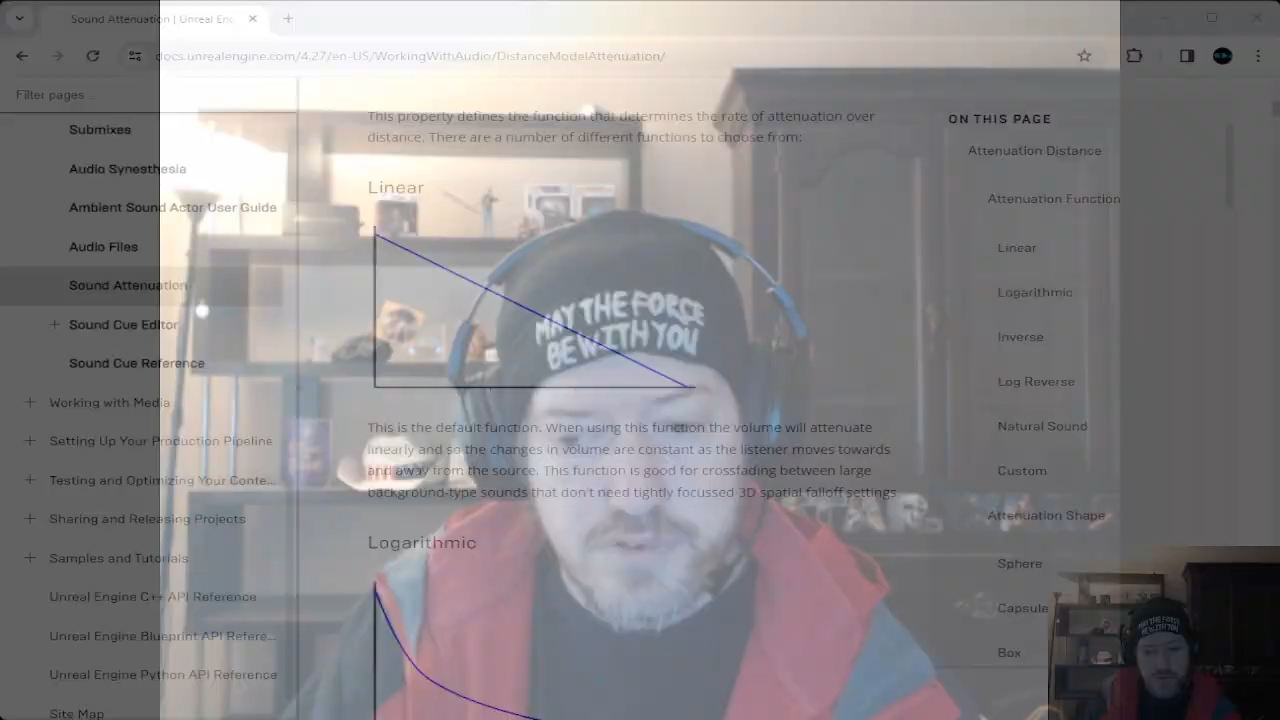 Sound Attenuation | Unreal Eng
docs.unrealengine.com/4.27/en-US/WorkingWithAudio/DistanceModelAttenuation/
Filter pages ...
Submixes
Audio Synesthesia
Ambient Sound Actor User Guide
Audio Files
Sound Attenuation
Sound Cue Editor
Sound Cue Reference
Working with Media
Setting Up Your Production Pipeline
Testing and Optimizing Your Conte...
Sharing and Releasing Projects
Samples and Tutorials
Unreal Engine C++ API Reference
Unreal Engine Blueprint API Refere...
Unreal Engine Python API Reference
Site Map
This property defines the function that determines the rate of attenuation over
distance. There are a number of different functions to choose from:
Linear
MAY THE FORCE
BE WITH YOU
This is the default function. When using this function the volume will attenuate
linearly and so the changes in volume are constant as the listener moves towards
and away from the source. This function is good for crossfading between large
background-type sounds that don't need tightly focussed 3D spatial falloff settings
Logarithmic
ON THIS PAGE
Attenuation Distance
Attenuation Function
Linear
Logarithmic
Inverse
Log Reverse
Natural Sound
Custom
Attenuation Shape
Sphere
Capsule
Box
MAY THE FORCE
BE WITH YOU